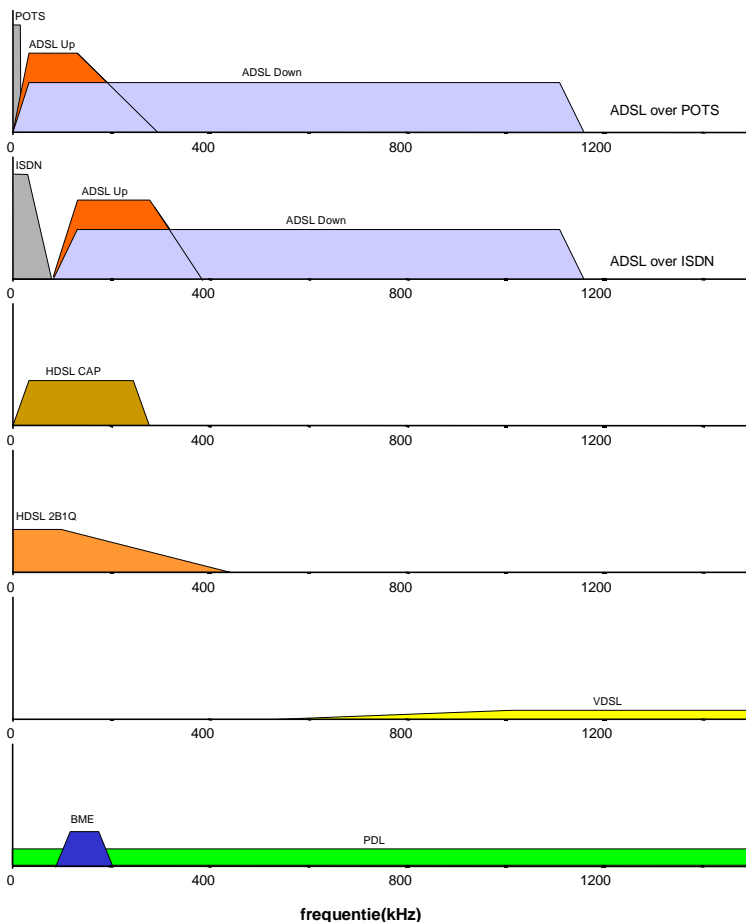 POTS
ADSL Up
ADSL Down
ADSL over POTS
0 400 800 1200
ISDN
ADSL Up
ADSL Down
ADSL over ISDN
0 400 800 1200
HDSL CAP
0 400 800 1200
HDSL 2B1Q
0 400 800 1200
VDSL
0 400 800 1200
BME
PDL
0 400 800 1200
frequentie(kHz)